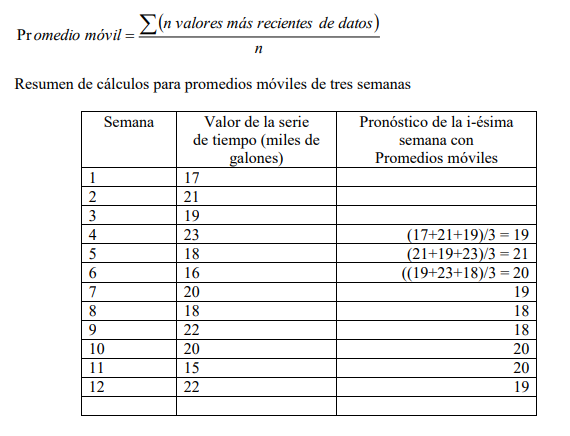 Promedio móvil = ∑(n valores más recientes de datos) / n
Resumen de cálculos para promedios móviles de tres semanas
Semana Valor de la serie de tiempo (miles de galones) Pronóstico de la i-ésima semana con Promedios móviles
1 17
2 21
3 19
4 23 (17+21+19)/3 = 19
5 18 (21+19+23)/3 = 21
6 16 ((19+23+18)/3 = 20
7 20 19
8 18 18
9 22 18
10 20 20
11 15 20
12 22 19